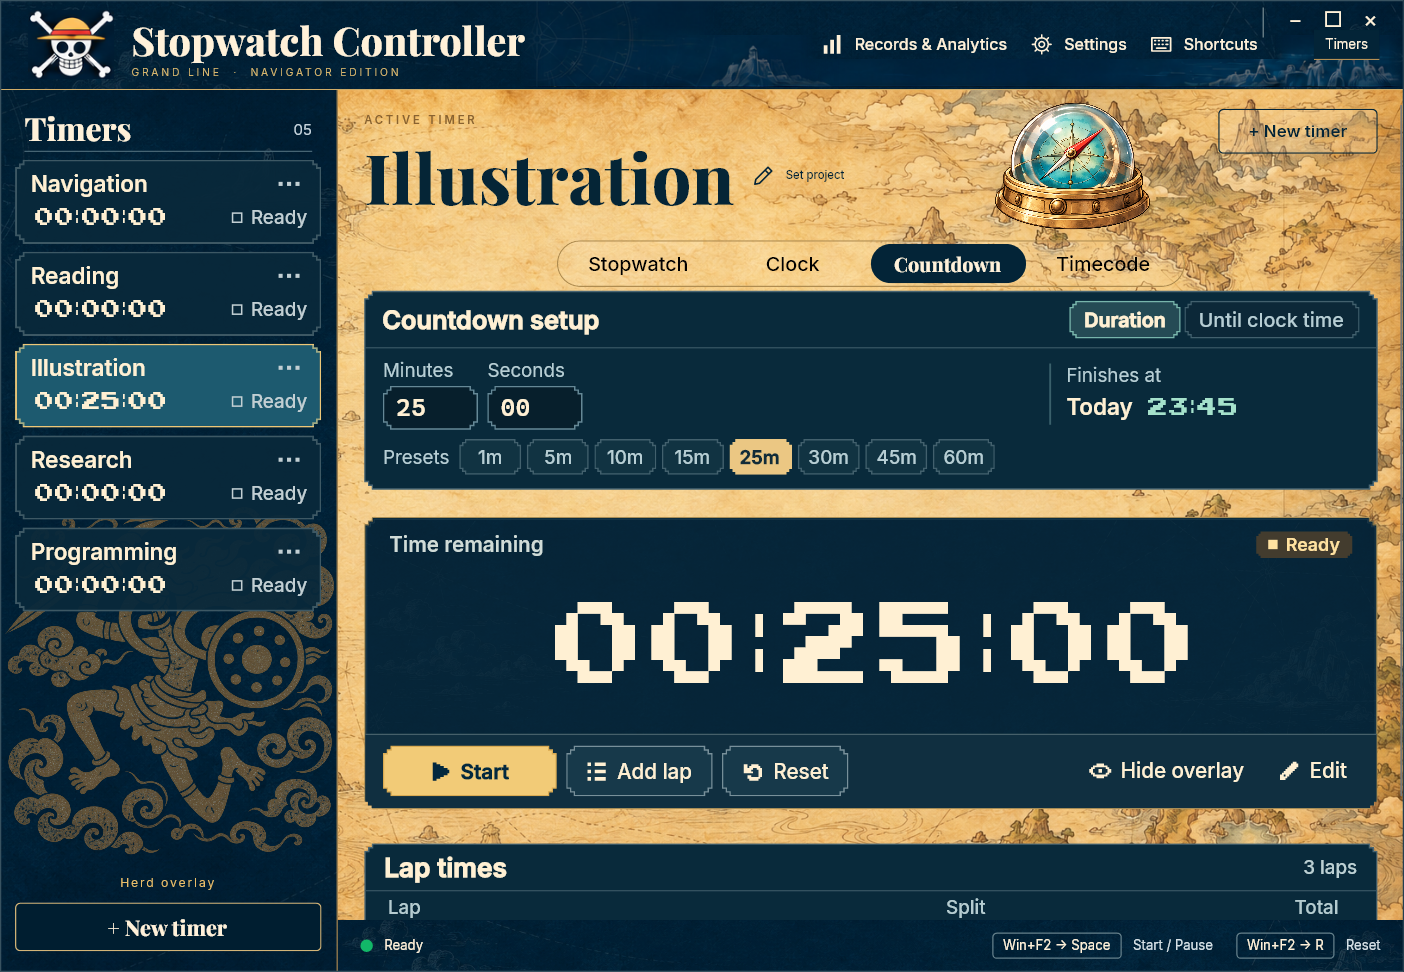 Stopwatch Controller
GRAND LINE · NAVIGATOR EDITION
Records & Analytics
Settings
Shortcuts
Timers
Timers
05
Navigation
00:00:00
Ready
Reading
00:00:00
Ready
Illustration
00:25:00
Ready
Research
00:00:00
Ready
Programming
00:00:00
Ready
Herd overlay
+ New timer
ACTIVE TIMER
Illustration
Set project
+ New timer
Stopwatch
Clock
Countdown
Timecode
Countdown setup
Duration
Until clock time
Minutes
Seconds
25
00
Finishes at
Today 23:45
Presets
1m
5m
10m
15m
25m
30m
45m
60m
Time remaining
Ready
00:25:00
Start
Add lap
Reset
Hide overlay
Edit
Lap times
3 laps
Lap
Split
Total
Ready
Win+F2 → Space
Start / Pause
Win+F2 → R
Reset